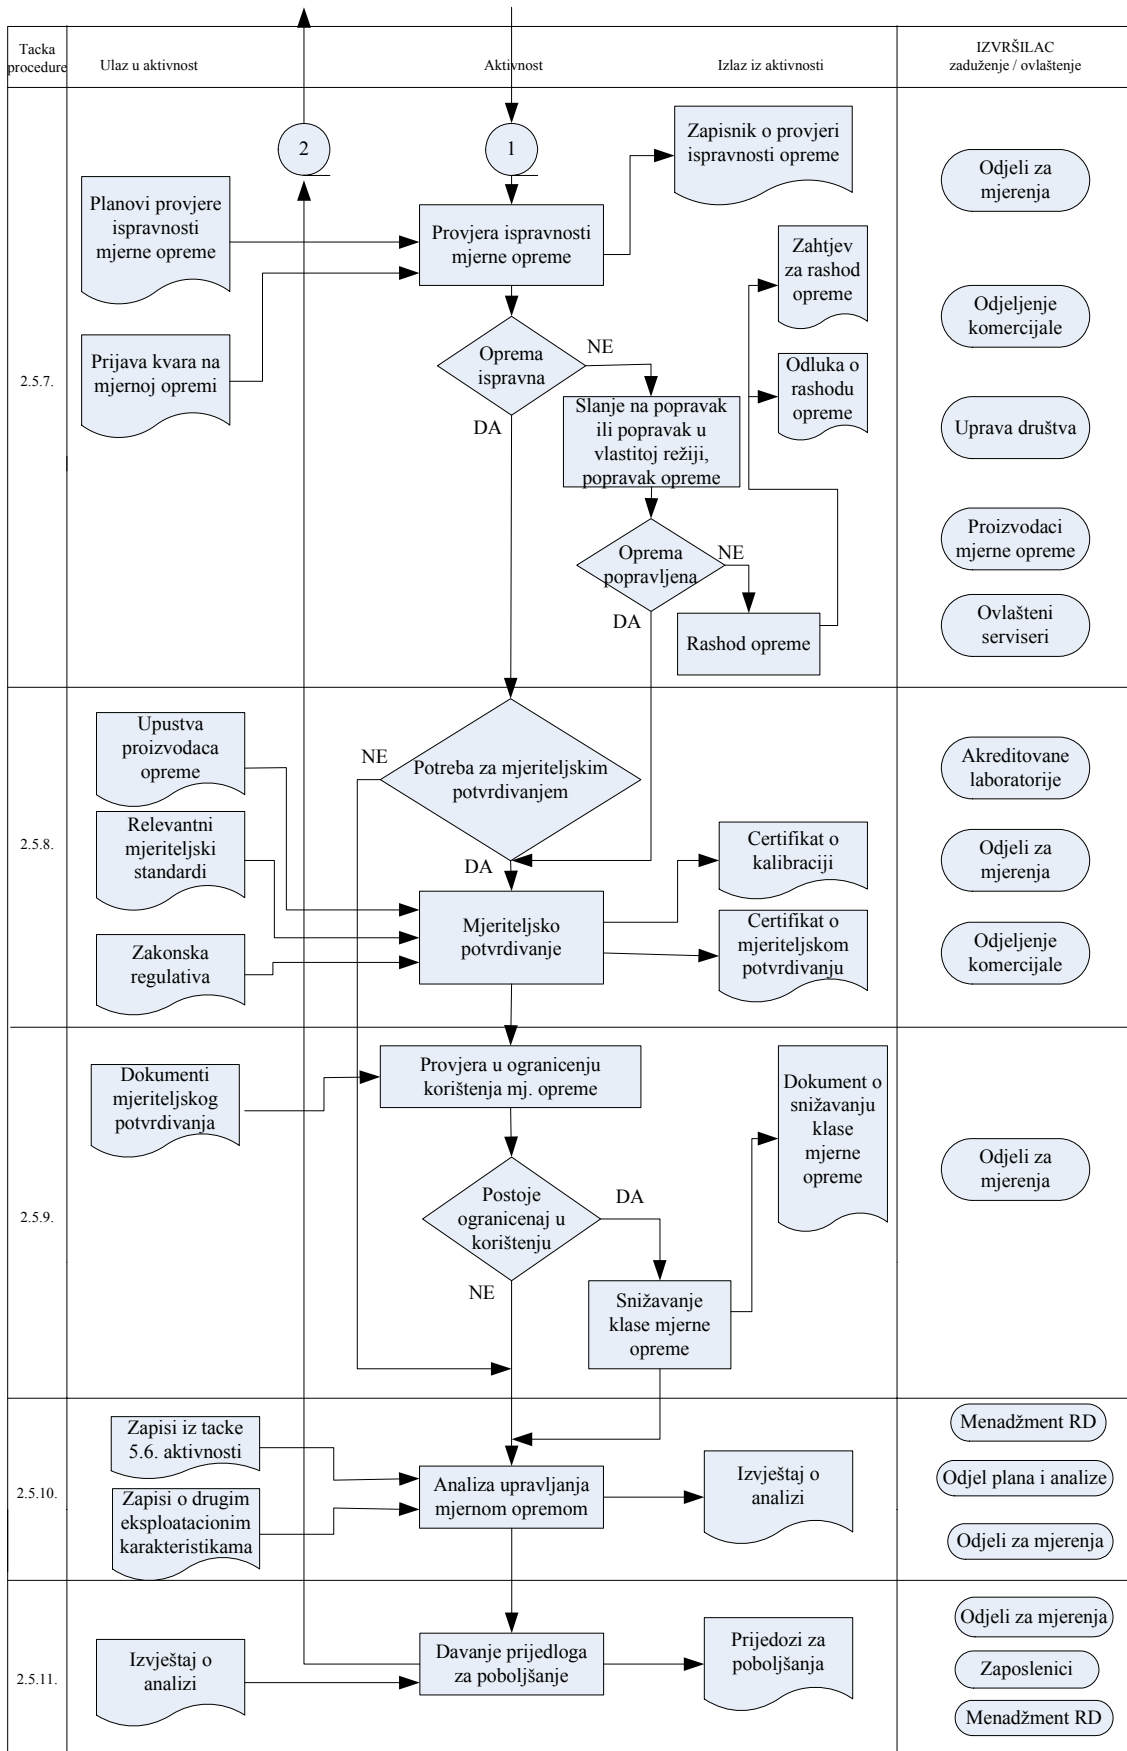 Tacka
procedure
Ulaz u aktivnost
Aktivnost
Izlaz iz aktivnosti
IZVRŠILAC
zaduženje / ovlaštenje
2
1
Zapisnik o provjeri
ispravnosti opreme
Odjeli za
mjerenja
Planovi provjere
ispravnosti
mjerne opreme
Provjera ispravnosti
mjerne opreme
Zahtjev
za rashod
opreme
Odjeljenje
komercijale
2.5.7.
Prijava kvara na
mjernoj opremi
Oprema
ispravna
NE
DA
Odluka o
rashodu
opreme
Slanje na popravak
ili popravak u
vlastitoj režiji,
popravak opreme
Uprava društva
Oprema
popravljena
NE
DA
Proizvodaci
mjerne opreme
Rashod opreme
Ovlašteni
serviseri
2.5.8.
Upustva
proizvodaca
opreme
NE
Potreba za mjeriteljskim
potvrdivanjem
DA
Akreditovane
laboratorije
Relevantni
mjeriteljski
standardi
Certifikat o
kalibraciji
Odjeli za
mjerenja
Zakonska
regulativa
Mjeriteljsko
potvrdivanje
Certifikat o
mjeriteljskom
potvrdivanju
Odjeljenje
komercijale
2.5.9.
Dokumenti
mjeriteljskog
potvrdivanja
Provjera u ogranicenju
korištenja mj. opreme
Dokument o
snižavanju
klase
mjerne
opreme
Odjeli za
mjerenja
Postoje
ogranicenaj u
korištenju
DA
NE
Snižavanje
klase mjerne
opreme
2.5.10.
Zapisi iz tacke
5.6. aktivnosti
Zapisi o drugim
eksploatacionim
karakteristikama
Analiza upravljanja
mjernom opremom
Izvještaj o
analizi
Menadžment RD
Odjel plana i analize
Odjeli za mjerenja
2.5.11.
Izvještaj o
analizi
Davanje prijedloga
za poboljšanje
Prijedozi za
poboljšanja
Odjeli za mjerenja
Zaposlenici
Menadžment RD